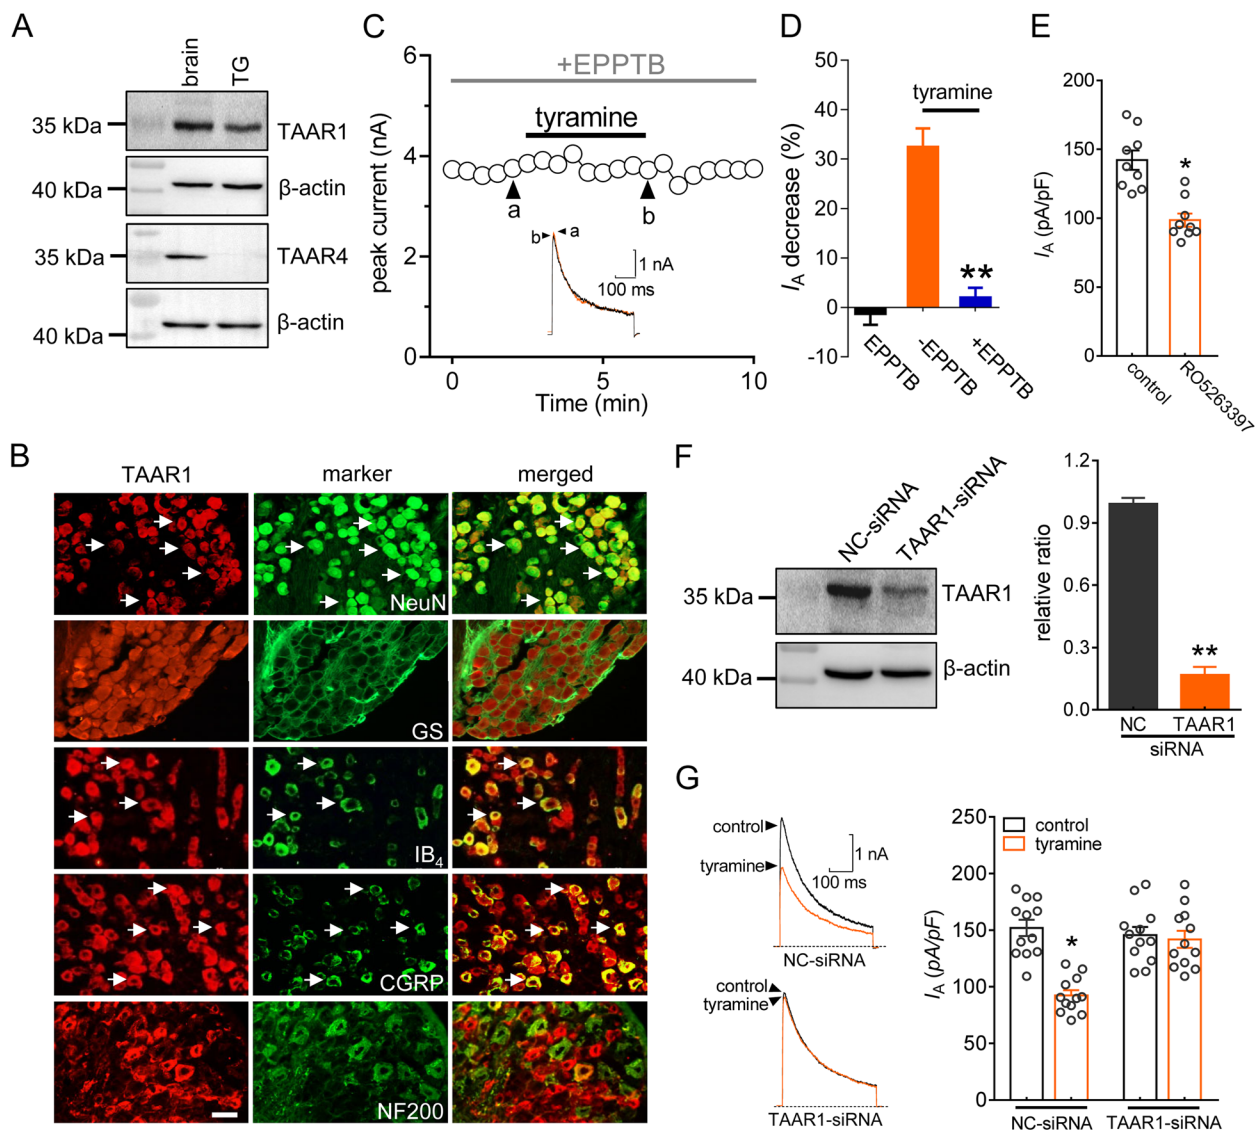 A
brain
TG
35 kDa
TAAR1
40 kDa
β-actin
35 kDa
TAAR4
40 kDa
β-actin
C
+EPPTB
tyramine
a
b
b
a
1 nA
100 ms
peak current (nA)
6
4
2
0
0
5
10
Time (min)
D
tyramine
**
IA decrease (%)
50
40
30
20
10
0
-10
EPPTB
-EPPTB
+EPPTB
E
*
IA (pA/pF)
200
150
100
50
0
control
RO5263397
B
TAAR1
marker
merged
NeuN
GS
IB4
CGRP
NF200
F
NC-siRNA
TAAR1-siRNA
35 kDa
TAAR1
40 kDa
β-actin
relative ratio
1.2
0.9
0.6
0.3
0.0
**
NC
TAAR1
siRNA
G
control
tyramine
1 nA
100 ms
NC-siRNA
control
tyramine
TAAR1-siRNA
IA (pA/pF)
250
200
150
100
50
0
control
tyramine
*
NC-siRNA
TAAR1-siRNA